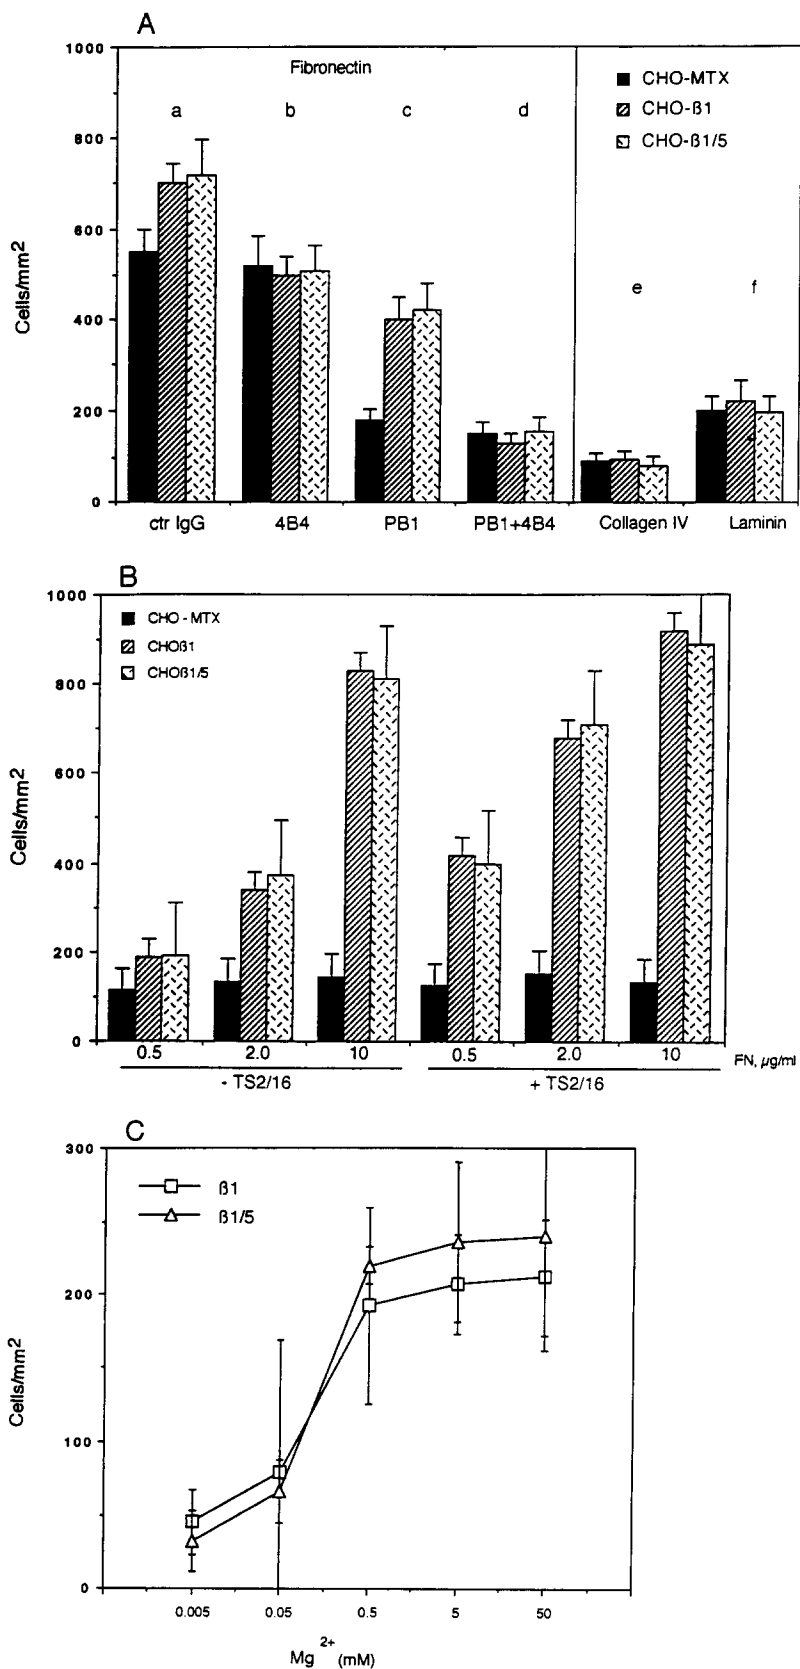 A
1000
Fibronectin
CHO-MTX
a b c d
CHO-ß1
800
CHO-ß1/5
600
Cells/mm2
e f
400
200
0
ctr IgG 4B4 PB1 PB1+4B4 Collagen IV Laminin
B
1000
CHO - MTX
CHOß1
CHOß1/5
800
600
Cells/mm2
400
200
0
0.5 2.0 10 0.5 2.0 10 FN, µg/ml
- TS2/16 + TS2/16
C
300
ß1
ß1/5
200
Cells/mm2
100
0
0.005 0.05 0.5 5 50
Mg 2+ (mM)